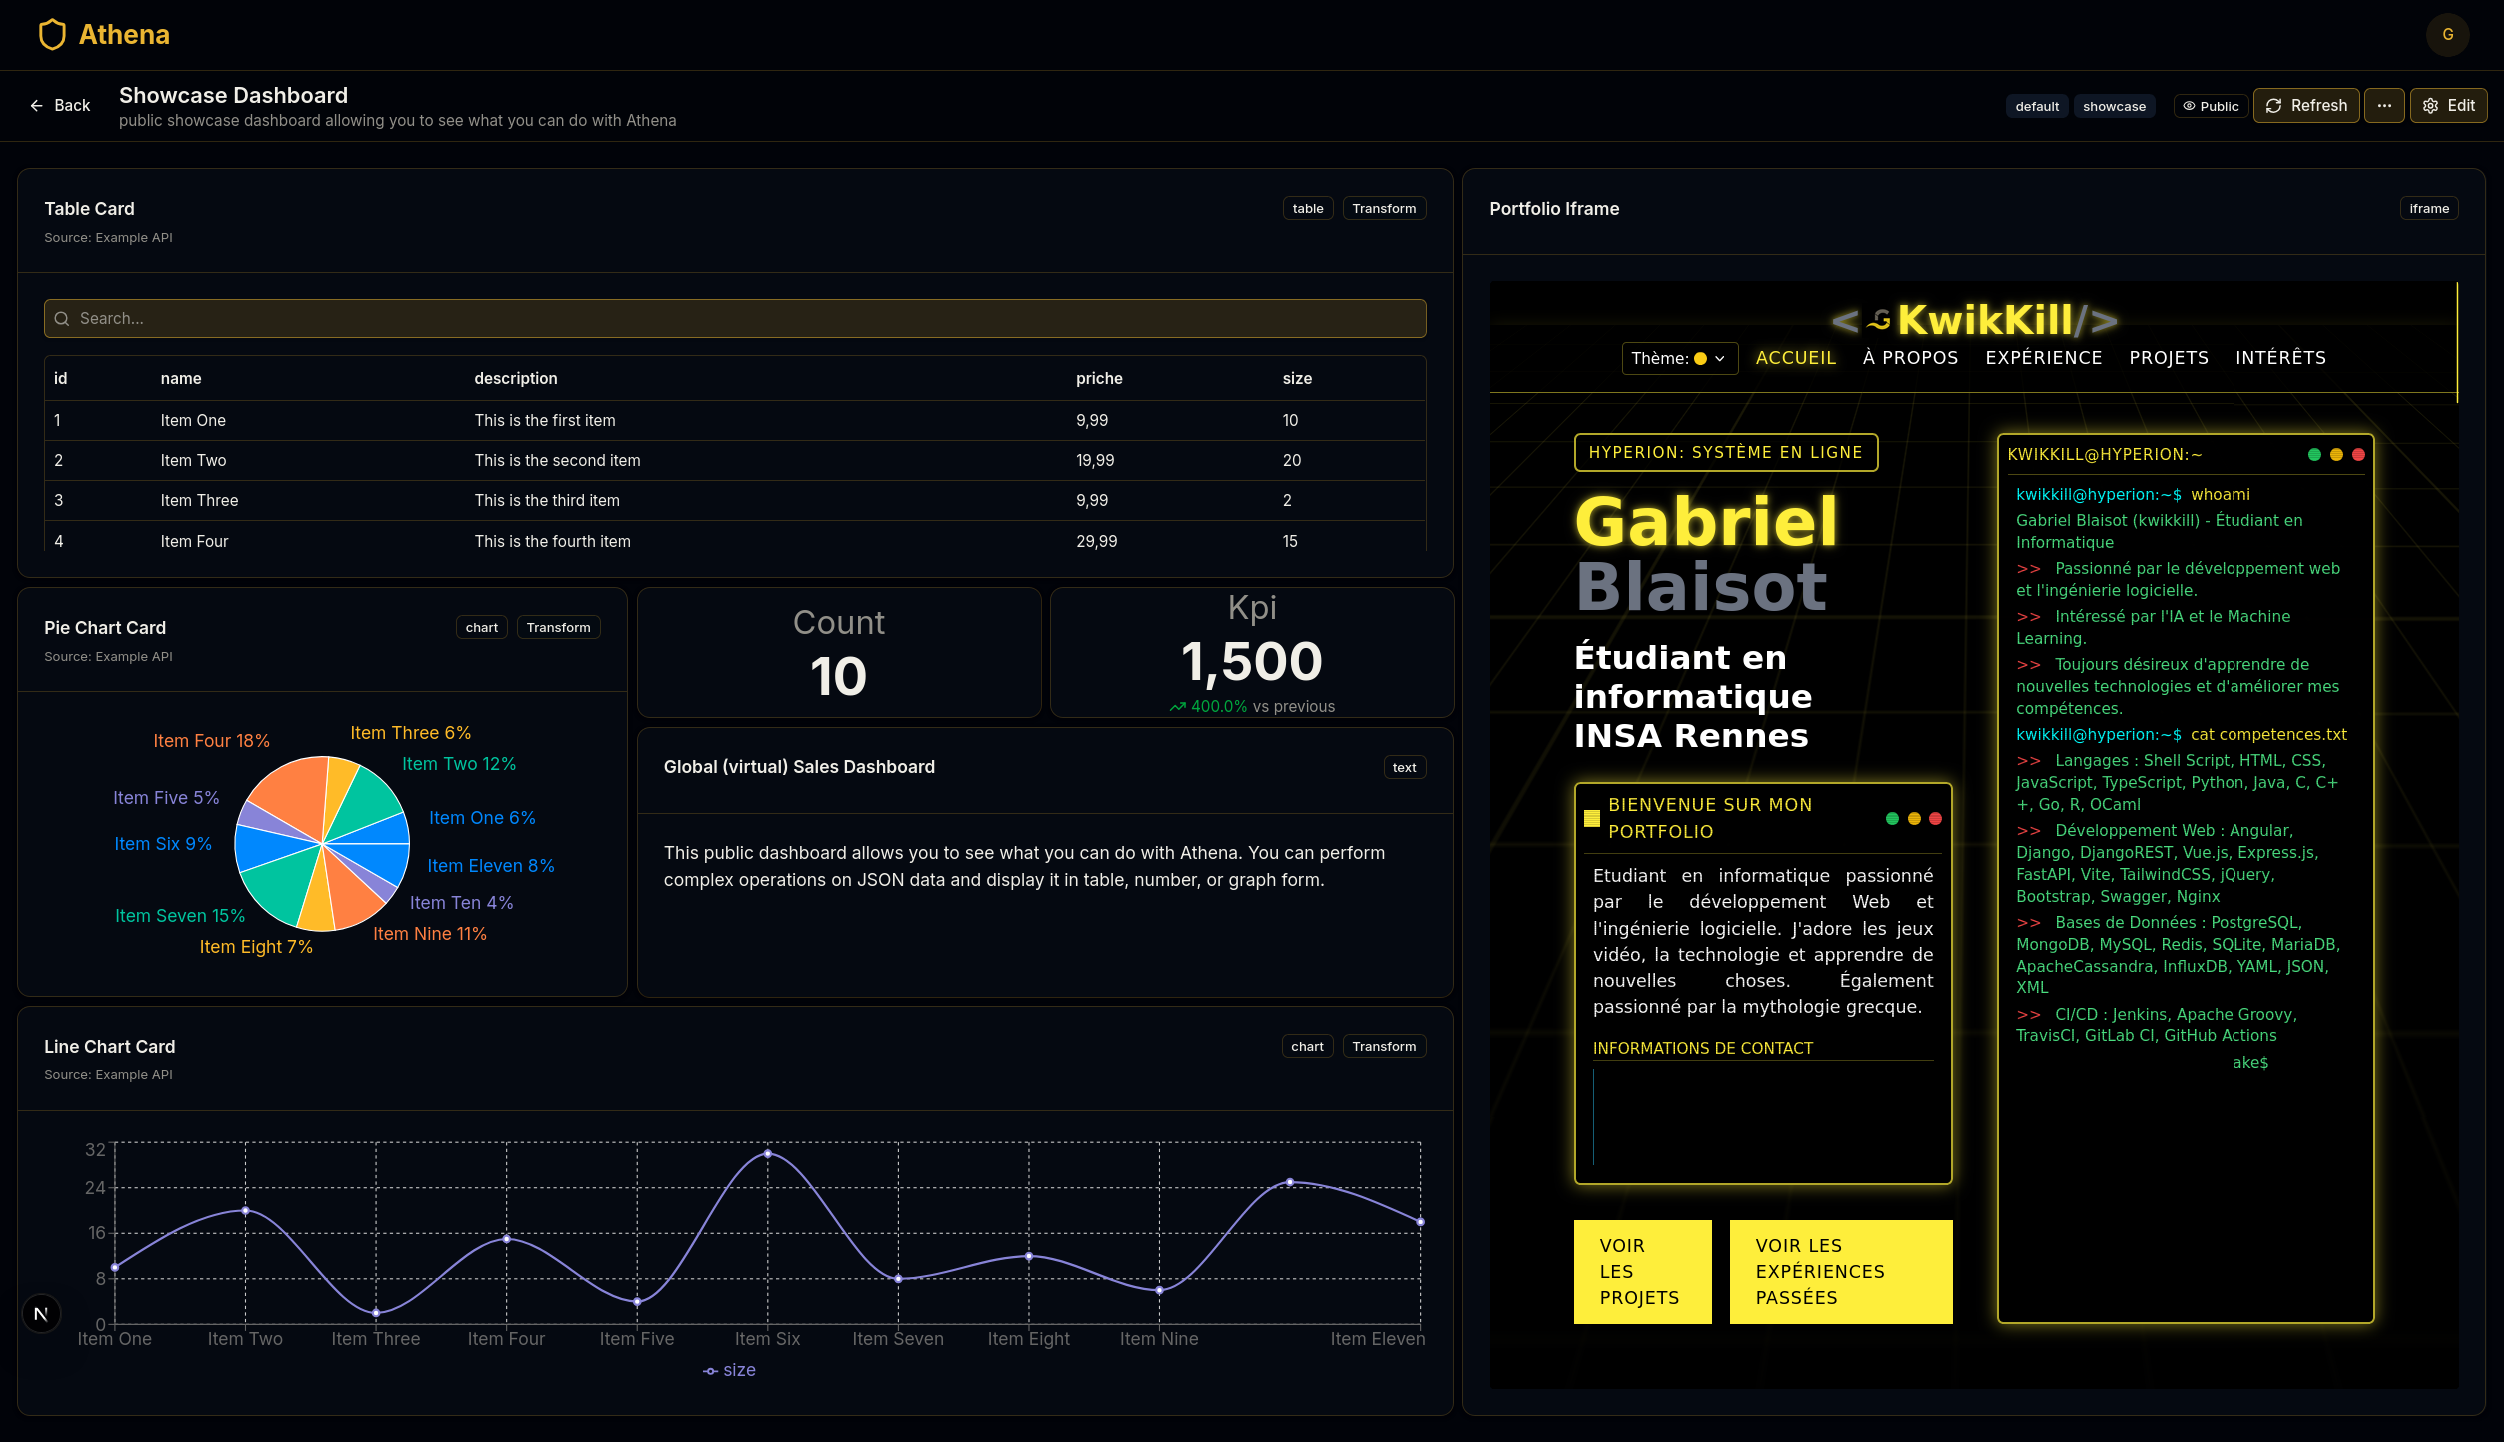 Athena
G
Back
Showcase Dashboard
public showcase dashboard allowing you to see what you can do with Athena
default
showcase
Public
Refresh
...
Edit
Table Card
table
Transform
Source: Example API
Search...
id name description priche size
1 Item One This is the first item 9,99 10
2 Item Two This is the second item 19,99 20
3 Item Three This is the third item 9,99 2
4 Item Four This is the fourth item 29,99 15
Pie Chart Card
chart
Transform
Source: Example API
Item Three 6%
Item Four 18%
Item Two 12%
Item Five 5%
Item One 6%
Item Six 9%
Item Eleven 8%
Item Ten 4%
Item Seven 15%
Item Nine 11%
Item Eight 7%
Count
10
Kpi
1,500
400.0% vs previous
Global (virtual) Sales Dashboard
text
This public dashboard allows you to see what you can do with Athena. You can perform
complex operations on JSON data and display it in table, number, or graph form.
Line Chart Card
chart
Transform
Source: Example API
32
24
16
8
0
Item One Item Two Item Three Item Four Item Five Item Six Item Seven Item Eight Item Nine Item Eleven
size
N
Portfolio Iframe
iframe
< KwikKill/>
Thème:
ACCUEIL
À PROPOS
EXPÉRIENCE
PROJETS
INTÉRÊTS
HYPERION: SYSTÈME EN LIGNE
Gabriel
Blaisot
Étudiant en
informatique
INSA Rennes
BIENVENUE SUR MON
PORTFOLIO
Etudiant en informatique passionné
par le développement Web et
l'ingénierie logicielle. J'adore les jeux
vidéo, la technologie et apprendre de
nouvelles choses. Également
passionné par la mythologie grecque.
INFORMATIONS DE CONTACT
VOIR
LES
PROJETS
VOIR LES
EXPÉRIENCES
PASSÉES
KWIKKILL@HYPERION:~
kwikkill@hyperion:~$ whoami
Gabriel Blaisot (kwikkill) - Étudiant en
Informatique
>> Passionné par le développement web
et l'ingénierie logicielle.
>> Intéressé par l'IA et le Machine
Learning.
>> Toujours désireux d'apprendre de
nouvelles technologies et d'améliorer mes
compétences.
kwikkill@hyperion:~$ cat competences.txt
>> Langages : Shell Script, HTML, CSS,
JavaScript, TypeScript, Python, Java, C, C+
+, Go, R, OCaml
>> Développement Web : Angular,
Django, DjangoREST, Vue.js, Express.js,
FastAPI, Vite, TailwindCSS, jQuery,
Bootstrap, Swagger, Nginx
>> Bases de Données : PostgreSQL,
MongoDB, MySQL, Redis, SQLite, MariaDB,
ApacheCassandra, InfluxDB, YAML, JSON,
XML
>> CI/CD : Jenkins, Apache Groovy,
TravisCI, GitLab CI, GitHub Actions
ake$